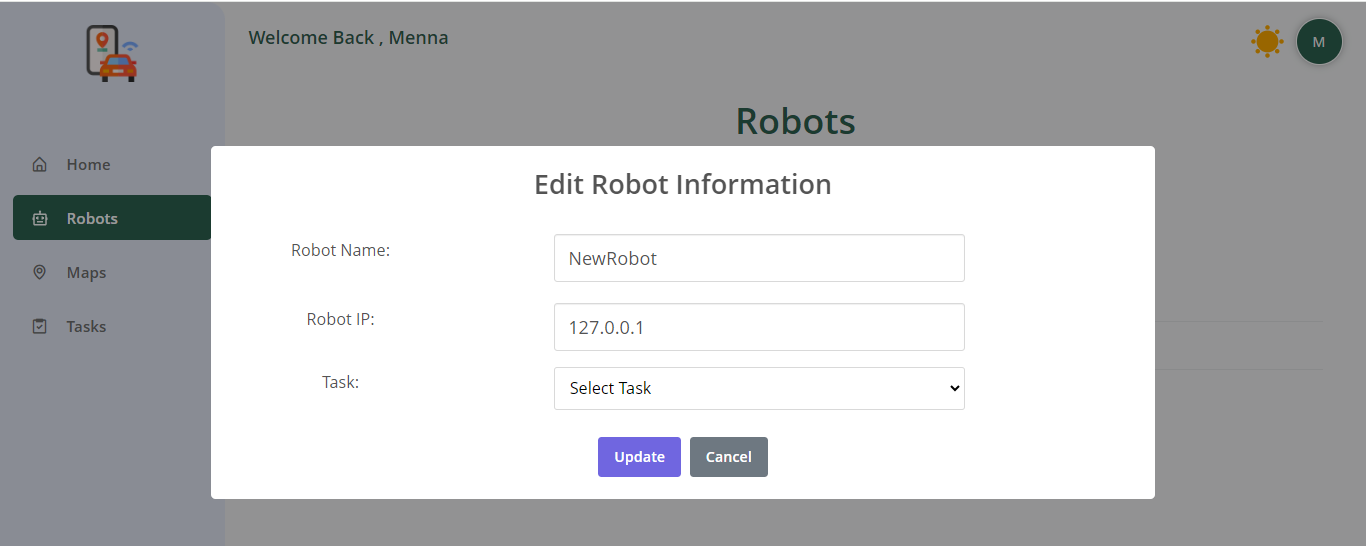 Welcome Back , Menna
M
Robots
Home
Robots
Maps
Tasks
Edit Robot Information
Robot Name:
NewRobot
Robot IP:
127.0.0.1
Task:
Select Task
Update
Cancel